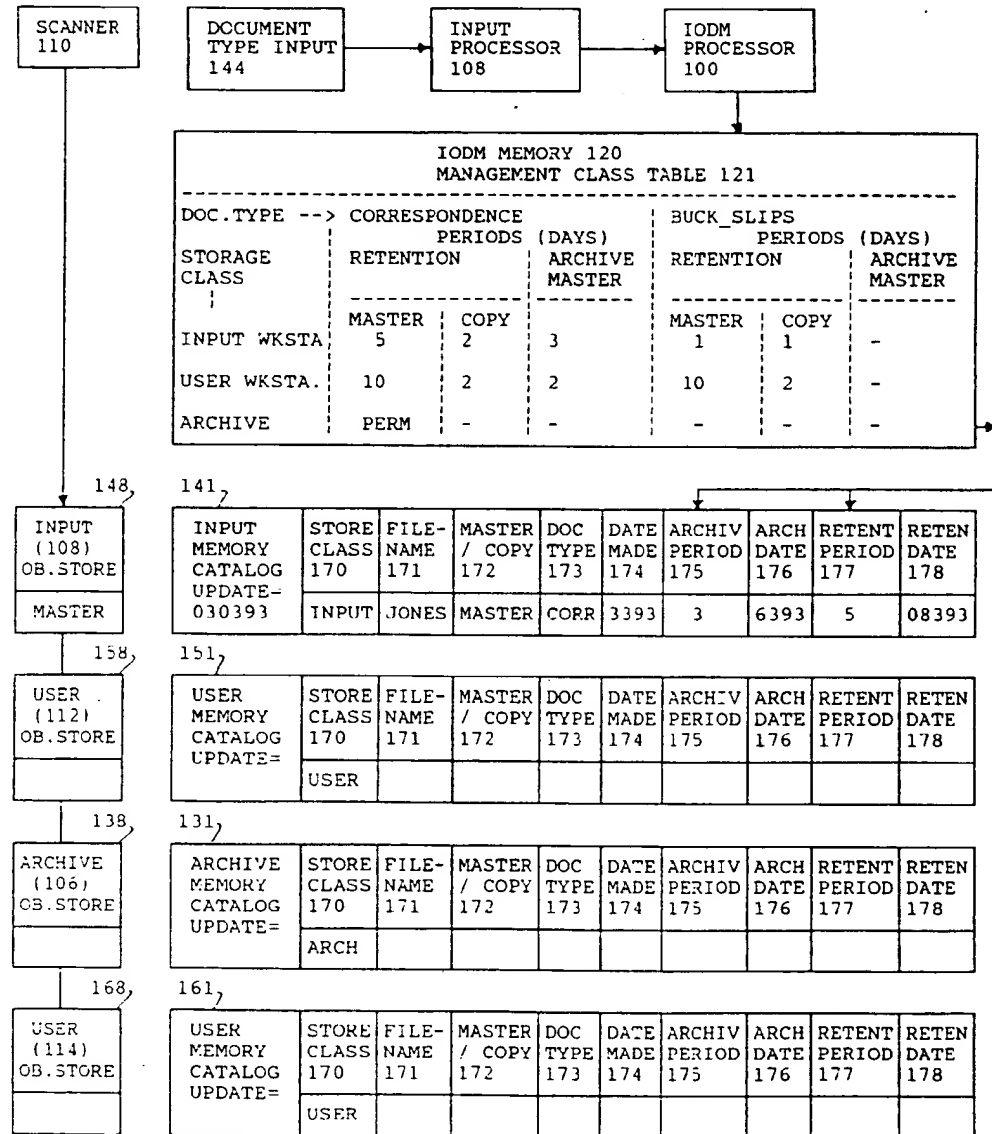 SCANNER
110
DOCUMENT
TYPE INPUT
144
INPUT
PROCESSOR
108
IODM
PROCESSOR
100
IODM MEMORY 120
MANAGEMENT CLASS TABLE 121
DOC.TYPE --> CORRESPONDENCE BUCK_SLIPS
PERIODS (DAYS) PERIODS (DAYS)
STORAGE RETENTION ARCHIVE RETENTION ARCHIVE
CLASS MASTER MASTER
MASTER COPY MASTER COPY
INPUT WKSTA 5 2 3 1 1 -
USER WKSTA. 10 2 2 10 2 -
ARCHIVE PERM - - - - -
148 141
INPUT
(108)
OB.STORE
MASTER
INPUT
MEMORY
CATALOG
UPDATE=
030393
STORE FILE- MASTER DOC DATE ARCHIV ARCH RETENT RETEN
CLASS NAME / COPY TYPE MADE PERIOD DATE PERIOD DATE
170 171 172 173 174 175 176 177 178
INPUT JONES MASTER CORR 3393 3 6393 5 08393
158 151
USER
(112)
OB.STORE
USER
MEMORY
CATALOG
UPDATE=
STORE FILE- MASTER DOC DATE ARCHIV ARCH RETENT RETEN
CLASS NAME / COPY TYPE MADE PERIOD DATE PERIOD DATE
170 171 172 173 174 175 176 177 178
USER
138 131
ARCHIVE
(106)
OB.STORE
ARCHIVE
MEMORY
CATALOG
UPDATE=
STORE FILE- MASTER DOC DATE ARCHIV ARCH RETENT RETEN
CLASS NAME / COPY TYPE MADE PERIOD DATE PERIOD DATE
170 171 172 173 174 175 176 177 178
ARCH
168 161
USER
(114)
OB.STORE
USER
MEMORY
CATALOG
UPDATE=
STORE FILE- MASTER DOC DATE ARCHIV ARCH RETENT RETEN
CLASS NAME / COPY TYPE MADE PERIOD DATE PERIOD DATE
170 171 172 173 174 175 176 177 178
USER